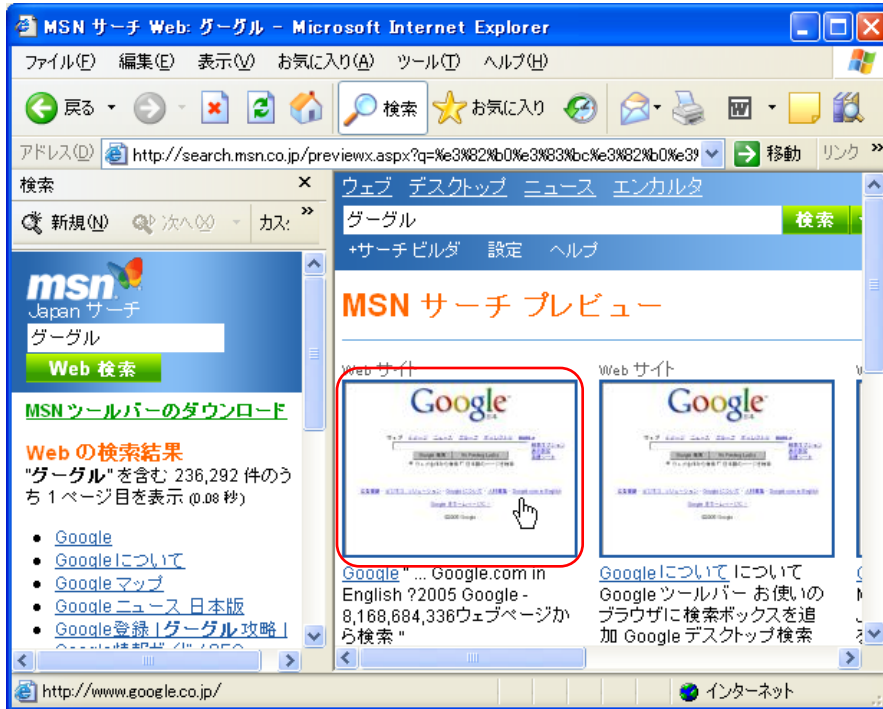 MSN サーチ Web: グーグル - Microsoft Internet Explorer
ファイル(F) 編集(E) 表示(V) お気に入り(A) ツール(T) ヘルプ(H)
戻る 検索 お気に入り
アドレス(D) http://search.msn.co.jp/previewx.aspx?q=%e3%82%b0%e3%83%bc%e3%82%b0%e3% 移動 リンク »
検索 ×
新規(N) 次へ(X) カス »
msn
Japan サーチ
グーグル
Web 検索
MSN ツールバーのダウンロード
Web の検索結果
"グーグル"を含む 236,292 件のう
ち 1 ページ目を表示 (0.08 秒)
Google
Googleについて
Google マップ
Google ニュース 日本版
Google登録 | グーグル 攻略 |
ウェブ デスクトップ ニュース エンカルタ
グーグル 検索
+サーチ ビルダ 設定 ヘルプ
MSN サーチ プレビュー
Web サイト
Google
Google " ... Google.com in
English ?2005 Google -
8,168,684,336ウェブページか
ら検索 "
Web サイト
Google
Googleについて について
Google ツールバー お使いの
ブラウザに検索ボックスを追
加 Google デスクトップ検索
http://www.google.co.jp/
インターネット